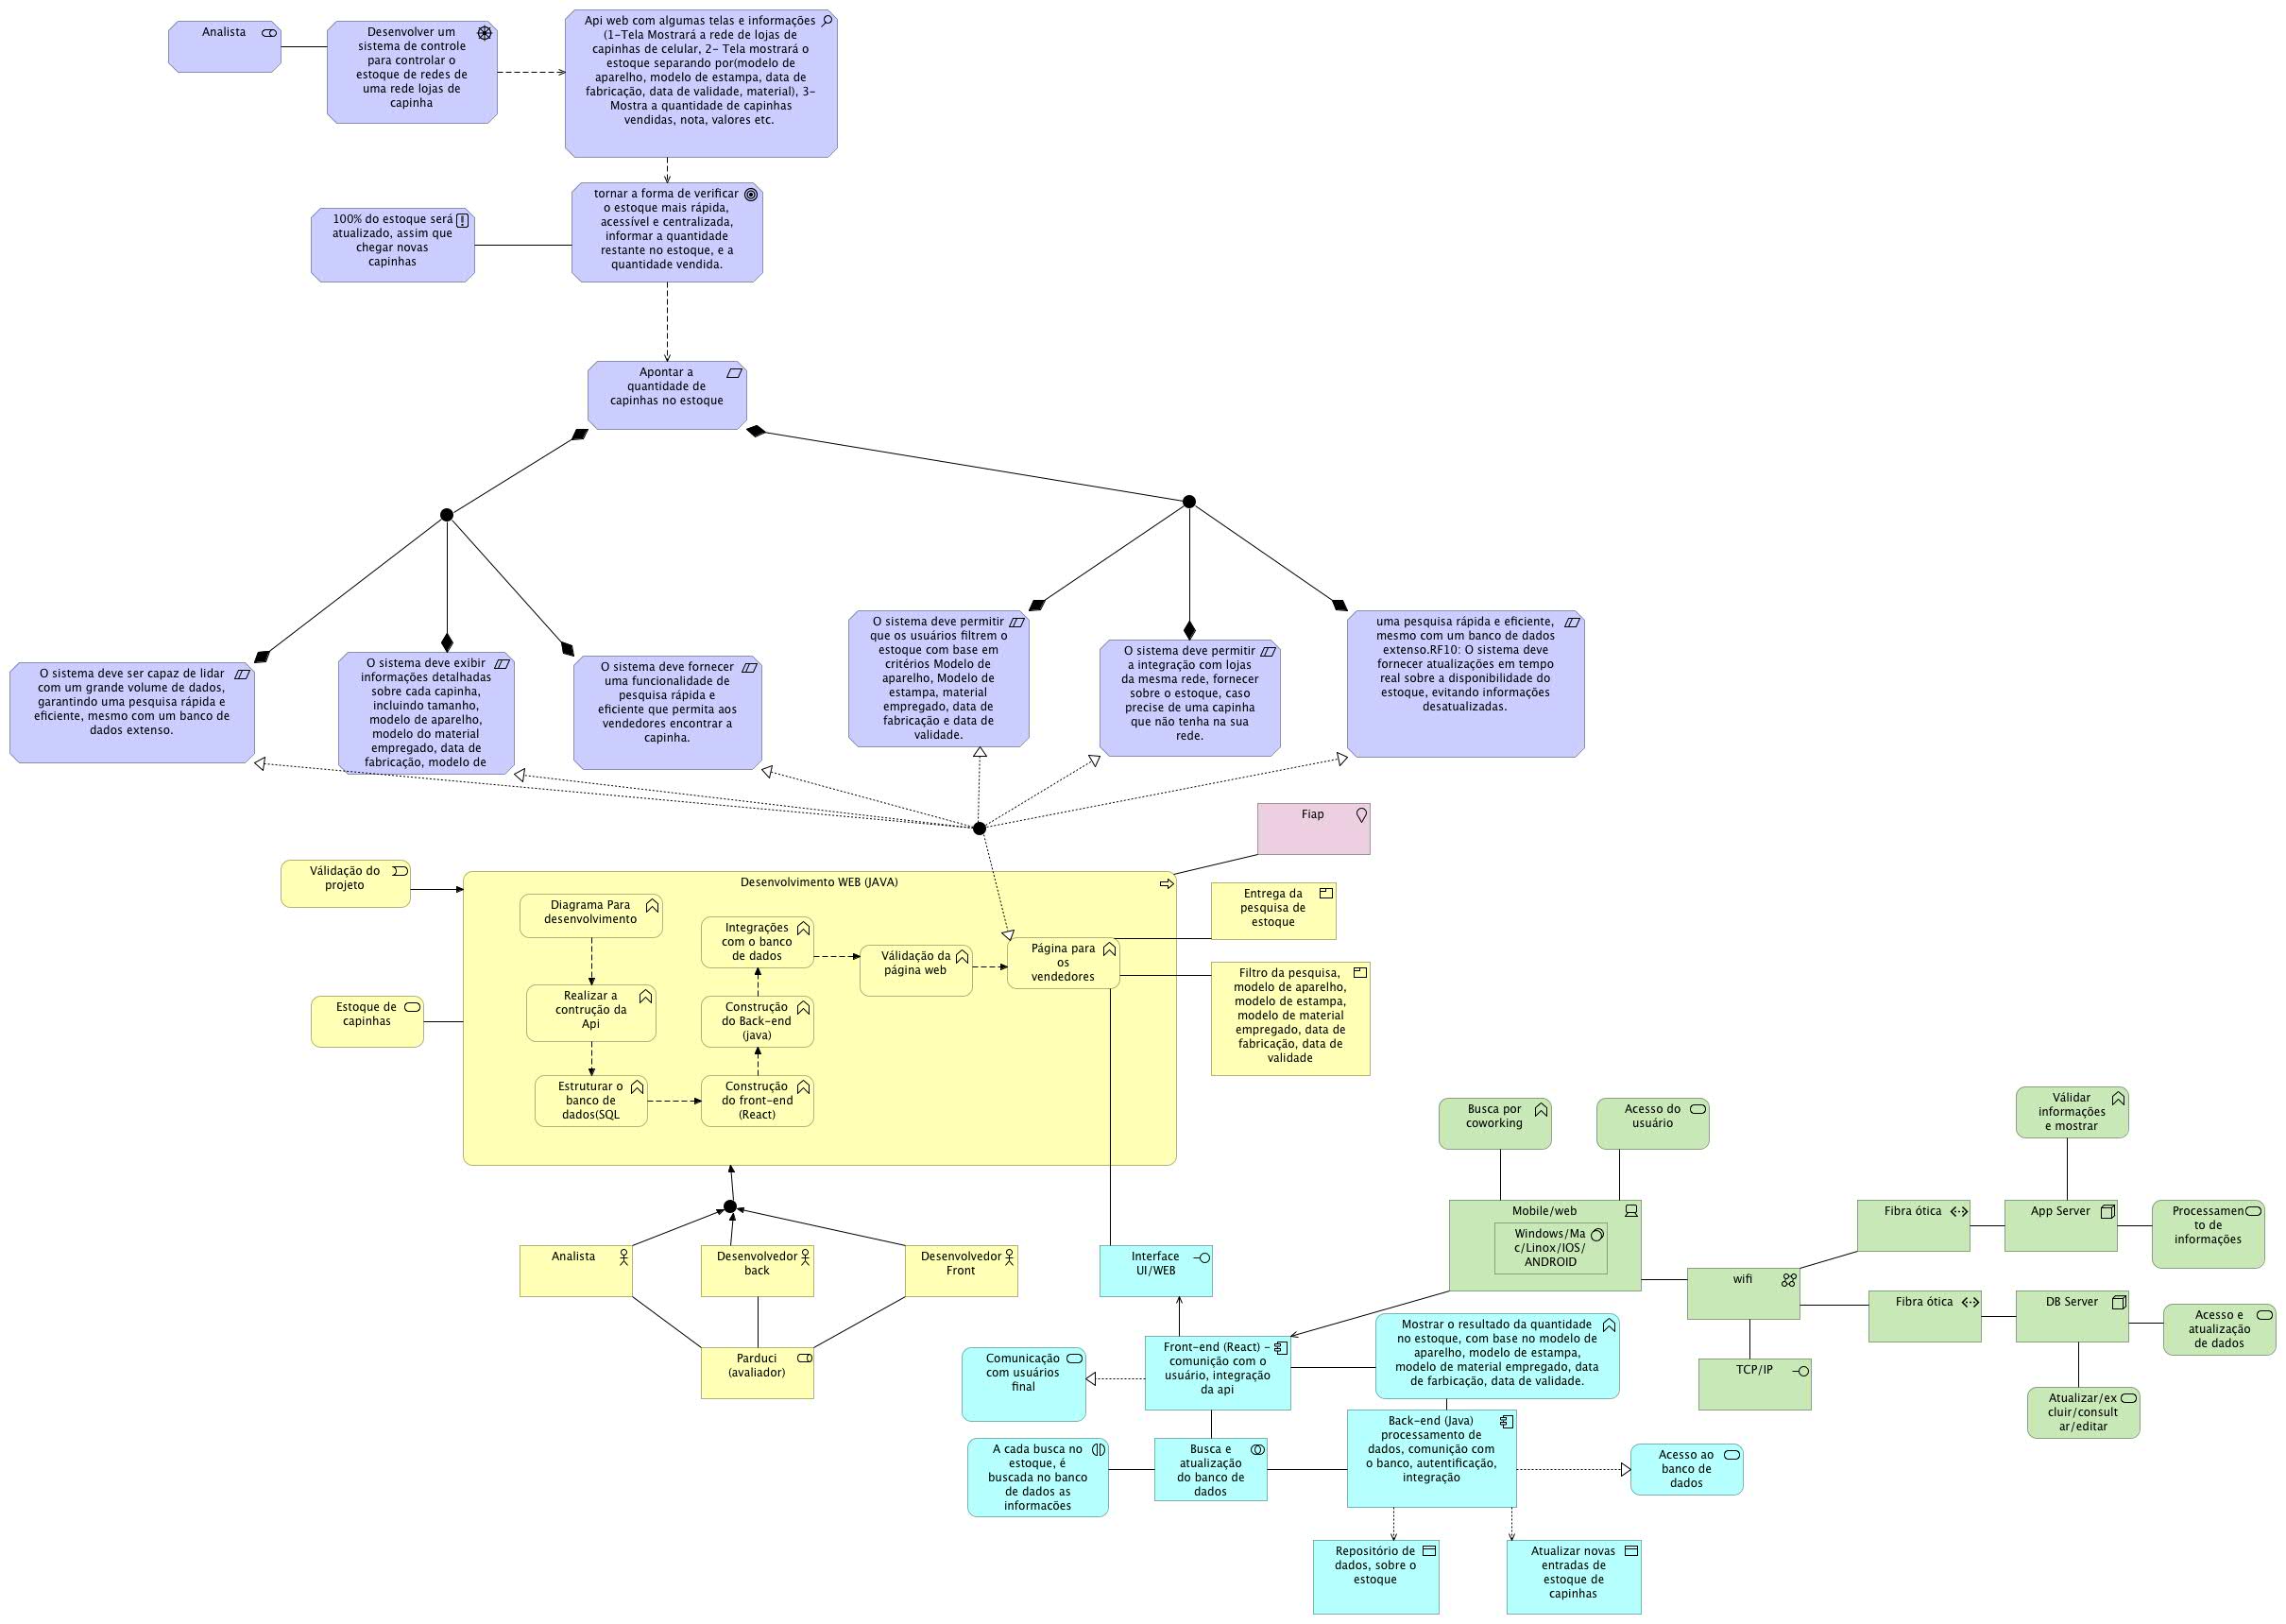 Analista
Desenvolver um
sistema de controle
para controlar o
estoque de redes de
uma rede lojas de
capinha
Api web com algumas telas e informações
(1-Tela Mostrará a rede de lojas de
capinhas de celular, 2- Tela mostrará o
estoque separando por(modelo de
aparelho, modelo de estampa, data de
fabricação, data de validade, material), 3-
Mostra a quantidade de capinhas
vendidas, nota, valores etc.
100% do estoque será
atualizado, assim que
chegar novas
capinhas
tornar a forma de verificar
o estoque mais rápida,
acessível e centralizada,
informar a quantidade
restante no estoque, e a
quantidade vendida.
Apontar a
quantidade de
capinhas no estoque
O sistema deve ser capaz de lidar
com um grande volume de dados,
garantindo uma pesquisa rápida e
eficiente, mesmo com um banco de
dados extenso.
O sistema deve exibir
informações detalhadas
sobre cada capinha,
incluindo tamanho,
modelo de aparelho,
modelo do material
empregado, data de
fabricação, modelo de
O sistema deve fornecer
uma funcionalidade de
pesquisa rápida e
eficiente que permita aos
vendedores encontrar a
capinha.
O sistema deve permitir
que os usuários filtrem o
estoque com base em
critérios Modelo de
aparelho, Modelo de
estampa, material
empregado, data de
fabricação e data de
validade.
O sistema deve permitir
a integração com lojas
da mesma rede, fornecer
sobre o estoque, caso
precise de uma capinha
que não tenha na sua
rede.
uma pesquisa rápida e eficiente,
mesmo com um banco de dados
extenso.RF10: O sistema deve
fornecer atualizações em tempo
real sobre a disponibilidade do
estoque, evitando informações
desatualizadas.
Fiap
Válidação do
projeto
Estoque de
capinhas
Desenvolvimento WEB (JAVA)
Diagrama Para
desenvolvimento
Realizar a
contrução da
Api
Estruturar o
banco de
dados(SQL
Integrações
com o banco
de dados
Construção
do Back-end
(java)
Construção
do front-end
(React)
Válidação da
página web
Página para
os
vendedores
Entrega da
pesquisa de
estoque
Filtro da pesquisa,
modelo de aparelho,
modelo de estampa,
modelo de material
empregado, data de
fabricação, data de
validade
Analista
Desenvolvedor
back
Desenvolvedor
Front
Parduci
(avaliador)
Busca por
coworking
Acesso do
usuário
Mobile/web
Windows/Ma
c/Linox/IOS/
ANDROID
wifi
TCP/IP
Fibra ótica
App Server
Válidar
informações
e mostrar
Processamen
to de
informações
Fibra ótica
DB Server
Acesso e
atualização
de dados
Atualizar/ex
cluir/consult
ar/editar
Interface
UI/WEB
Front-end (React) -
comunição com o
usuário, integração
da api
Comunicação
com usuários
final
Mostrar o resultado da quantidade
no estoque, com base no modelo de
aparelho, modelo de estampa,
modelo de material empregado, data
de farbicação, data de validade.
A cada busca no
estoque, é
buscada no banco
de dados as
informacões
Busca e
atualização
do banco de
dados
Back-end (Java)
processamento de
dados, comunição com
o banco, autentificação,
integração
Acesso ao
banco de
dados
Repositório de
dados, sobre o
estoque
Atualizar novas
entradas de
estoque de
capinhas